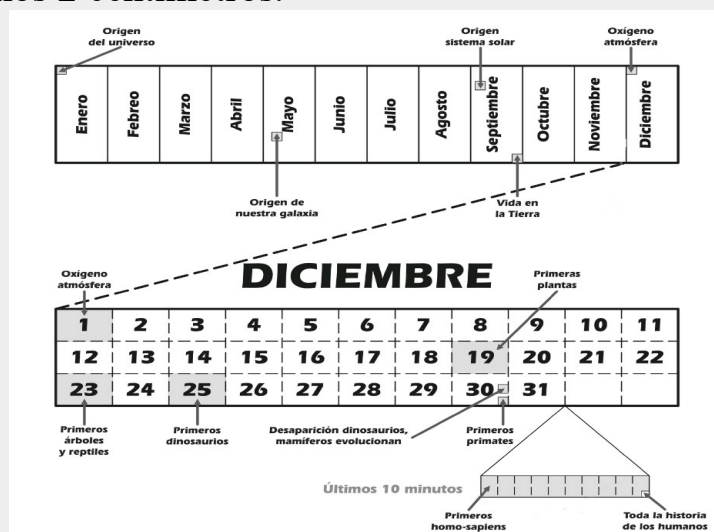 Origen
del universo
Origen
sistema solar
Oxígeno
atmósfera
Enero
Febreo
Marzo
Abril
Mayo
Junio
Julio
Agosto
Septiembre
Octubre
Noviembre
Diciembre
Origen de
nuestra galaxia
Vida en
la Tierra
Oxígeno
atmósfera
DICIEMBRE
Primeras
plantas
1 2 3 4 5 6 7 8 9 10 11
12 13 14 15 16 17 18 19 20 21 22
23 24 25 26 27 28 29 30 31
Primeros
árboles
y reptiles
Primeros
dinosaurios
Desaparición dinosaurios,
mamíferos evolucionan
Primeros
primates
Últimos 10 minutos
Primeros
homo-sapiens
Toda la historia
de los humanos